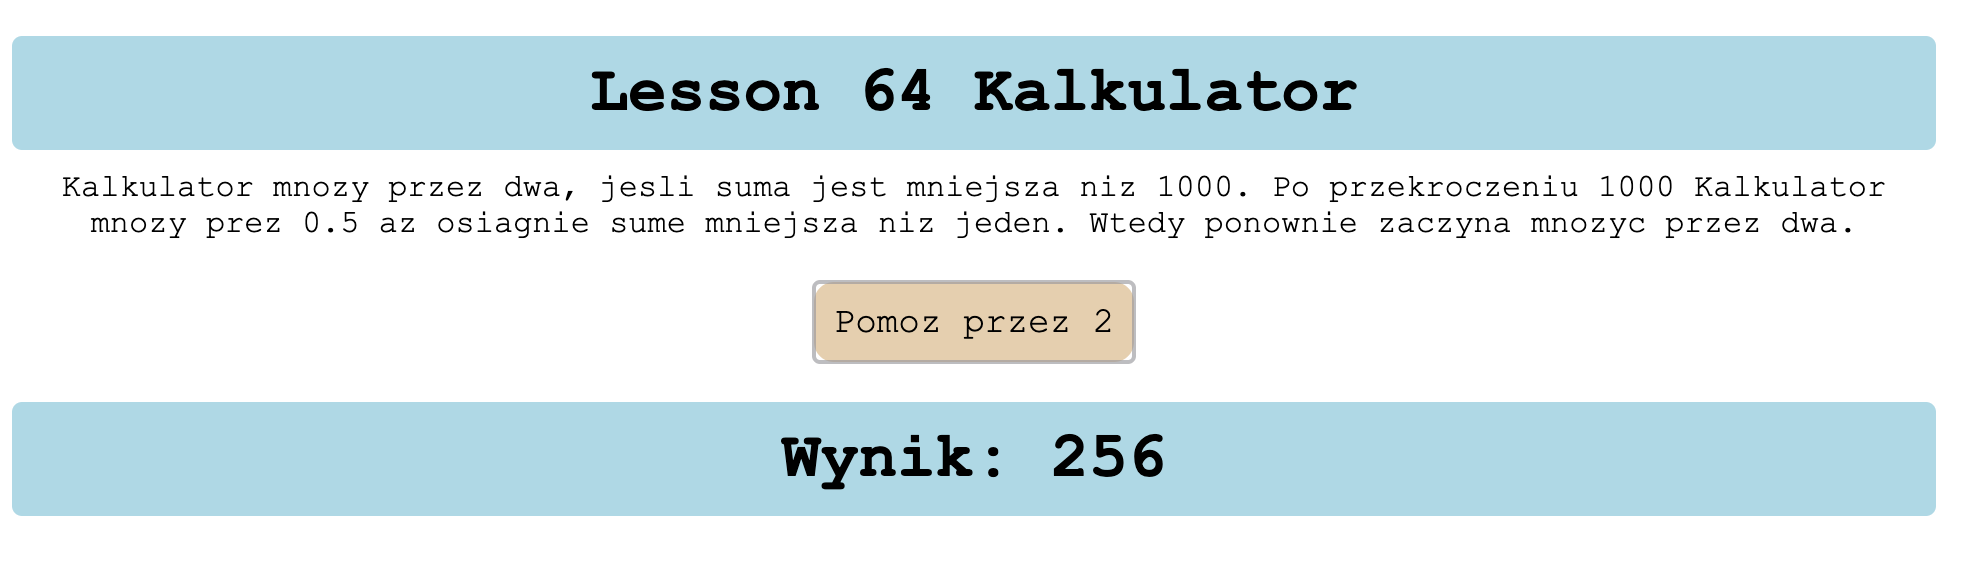 Lesson 64 Kalkulator
Kalkulator mnozy przez dwa, jesli suma jest mniejsza niz 1000. Po przekroczeniu 1000 Kalkulator
mnozy prez 0.5 az osiagnie sume mniejsza niz jeden. Wtedy ponownie zaczyna mnozyc przez dwa.
Pomoz przez 2
Wynik: 256